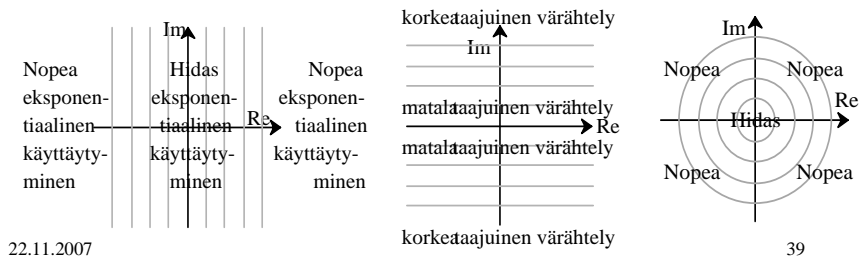 Im
Nopea
eksponen-
tiaalinen
käyttäyty-
minen
Hidas
eksponen-
tiaalinen
käyttäyty-
minen
Nopea
eksponen-
tiaalinen
käyttäyty-
minen
Re
korkeataajuinen värähtely
Im
matalataajuinen värähtely
Re
matalataajuinen värähtely
korkeataajuinen värähtely
Im
Nopea
Nopea
Re
Hidas
Nopea
Nopea
22.11.2007
39